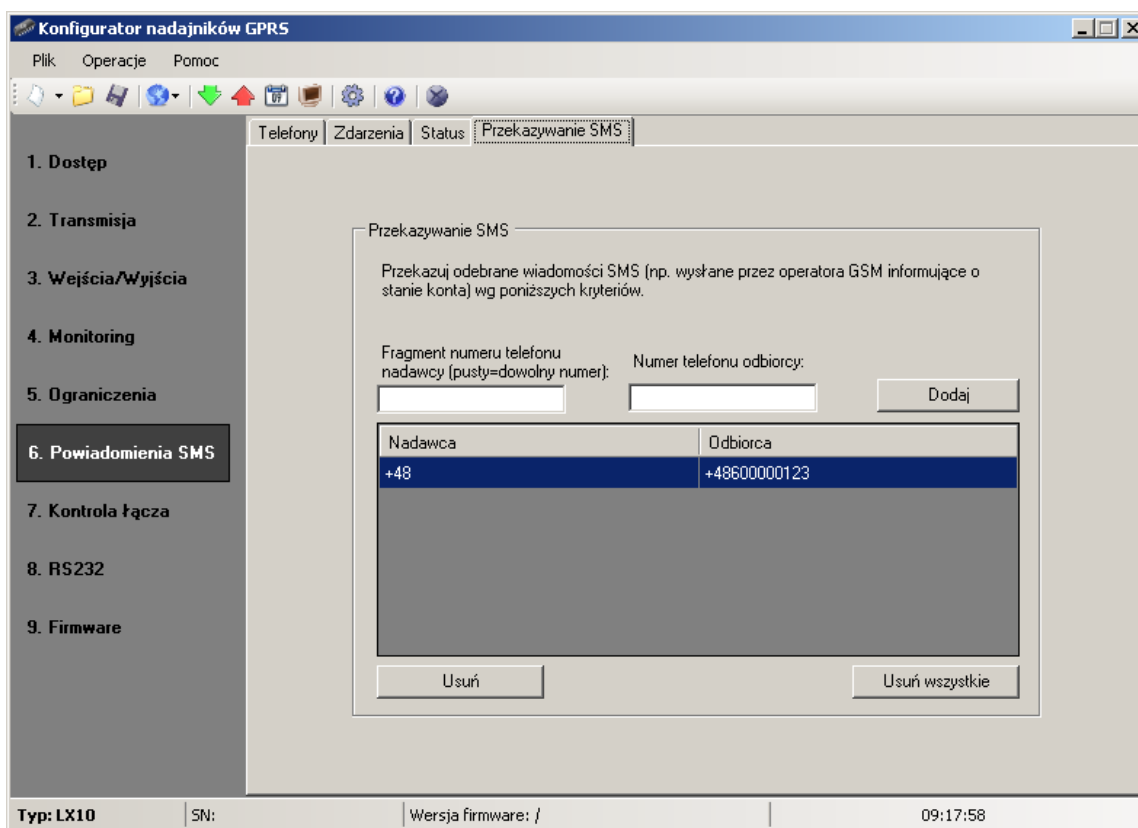 Konfigurator nadajników GPRS
Plik Operacje Pomoc
Telefony Zdarzenia Status Przekazywanie SMS
1. Dostęp
2. Transmisja
3. Wejścia/Wyjścia
4. Monitoring
5. Ograniczenia
6. Powiadomienia SMS
7. Kontrola łącza
8. RS232
9. Firmware
Przekazywanie SMS
Przekazuj odebrane wiadomości SMS (np. wysłane przez operatora GSM informujące o
stanie konta) wg poniższych kryteriów.
Fragment numeru telefonu
nadawcy (pusty=dowolny numer):
Numer telefonu odbiorcy:
Dodaj
Nadawca Odbiorca
+48 +48600000123
Usuń Usuń wszystkie
Typ: LX10 SN: Wersja firmware: / 09:17:58